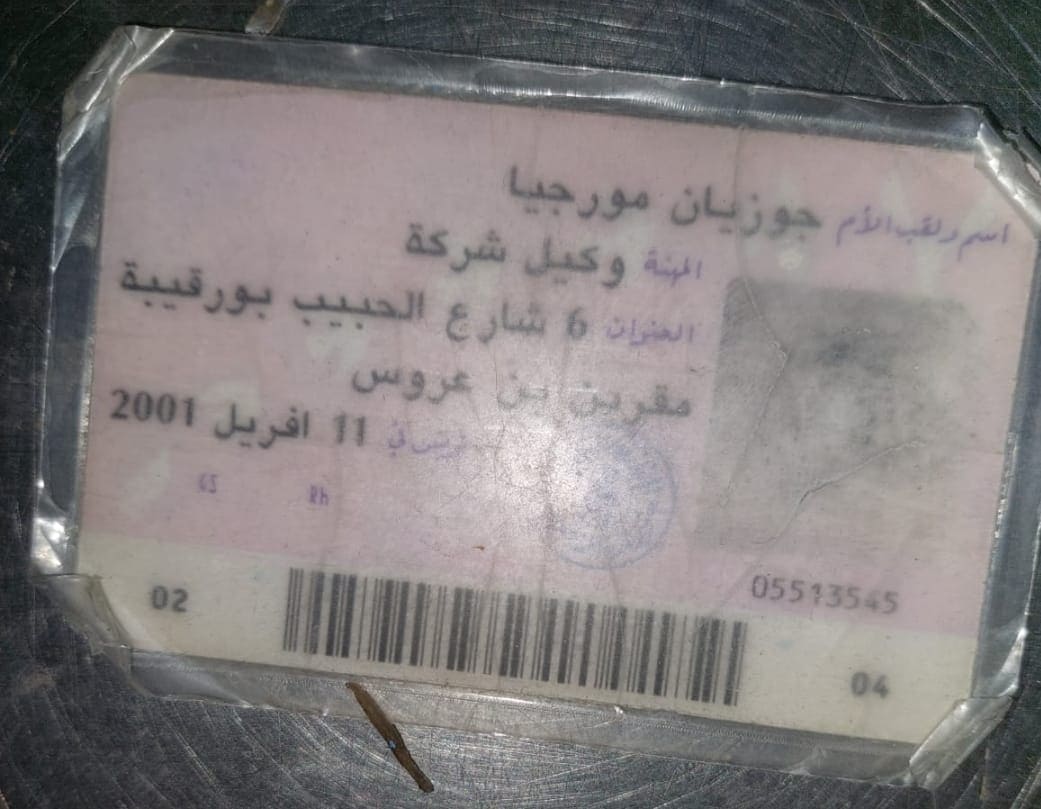 اسم ولقب الأم جوزيان مورجيا
المهنة وكيل شركة
العنوان 6 شارع الحبيب بورقيبة
مقرين بن عروس
تونس في 11 افريل 2001
Rh GS
05513545
02
04